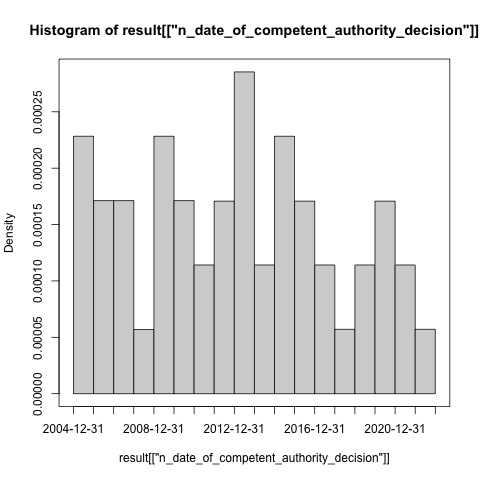 Histogram of result[["n_date_of_competent_authority_decision"]]
Density
0.00025
0.00020
0.00015
0.00010
0.00005
0.00000
2004-12-31 2008-12-31 2012-12-31 2016-12-31 2020-12-31
result[["n_date_of_competent_authority_decision"]]